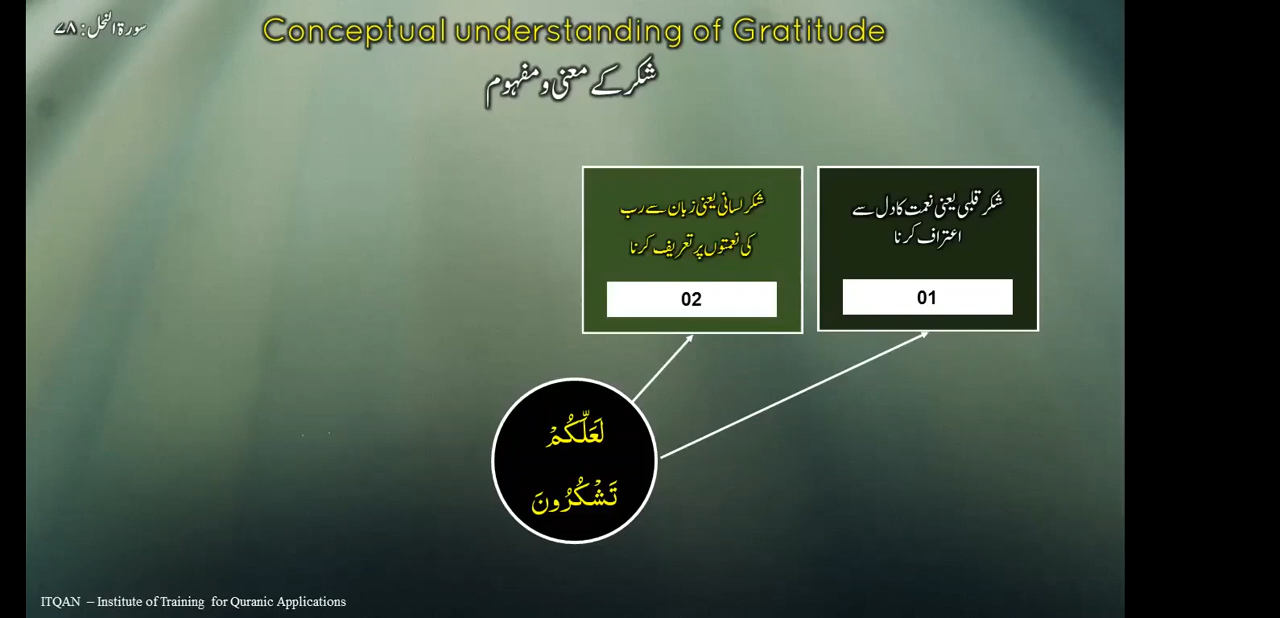 سورۃ النحل: ۷۸
Conceptual understanding of Gratitude
شکر کے معنی و مفہوم
شکر قلبی یعنی نعمت کا دل سے
اعتراف کرنا
01
شکر لسانی یعنی زبان سے رب
کی نعمتوں پر تعریف کرنا
02
لَعَلَّكُمْ
تَشْكُرُونَ
ITQAN – Institute of Training for Quranic Applications